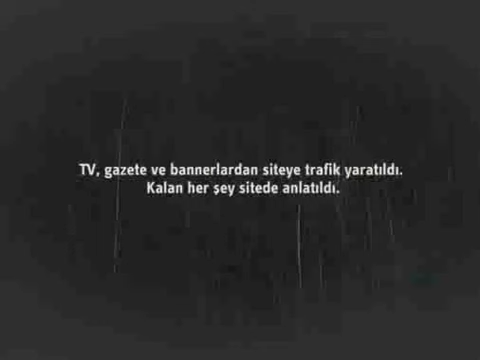 TV, gazete ve bannerlardan siteye trafik yaratıldı.
Kalan her şey sitede anlatıldı.